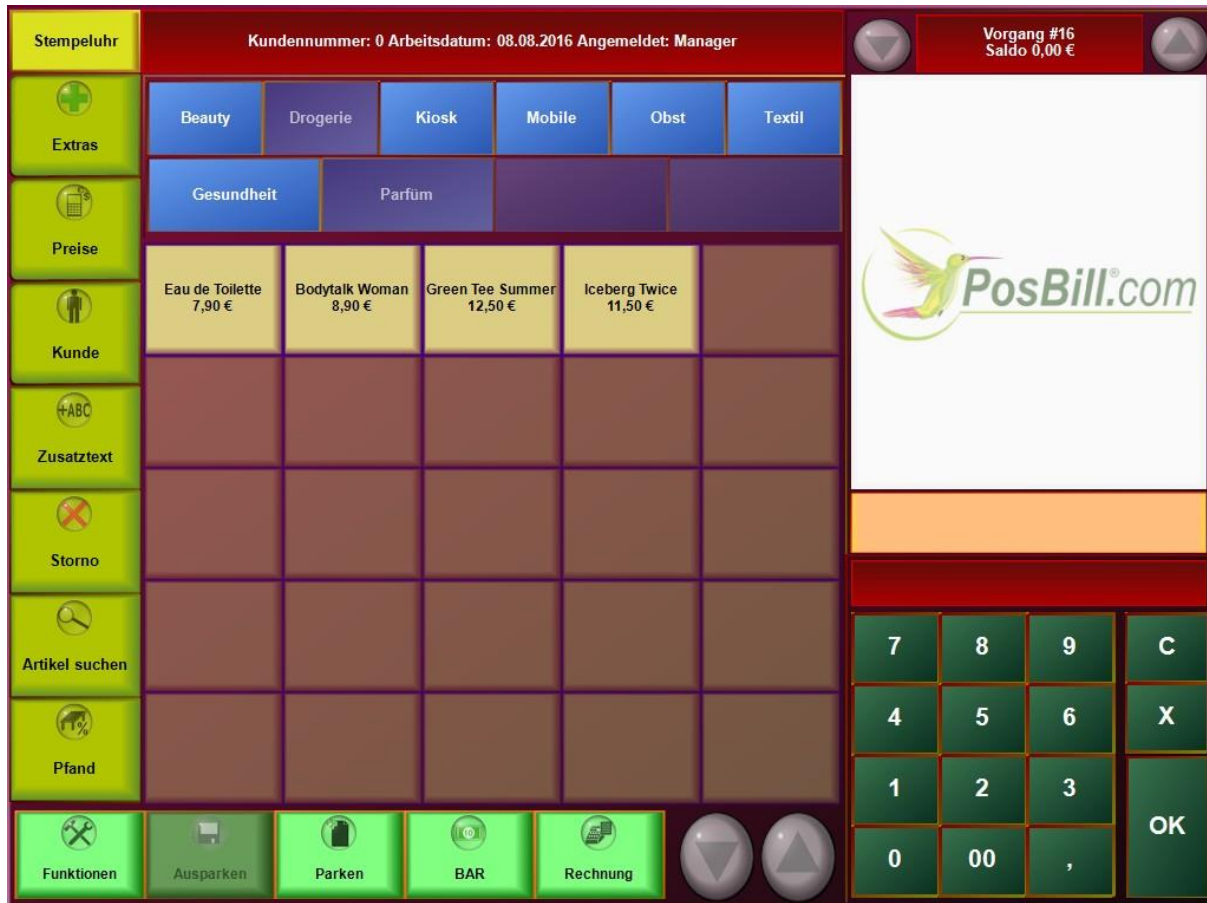 Stempeluhr
Kundennummer: 0 Arbeitsdatum: 08.08.2016 Angemeldet: Manager
Vorgang #16
Saldo 0,00 €
Extras
Preise
Kunde
+ABC
Zusatztext
Storno
Artikel suchen
%
Pfand
Beauty
Drogerie
Kiosk
Mobile
Obst
Textil
Gesundheit
Parfüm
Eau de Toilette
7,90 €
Bodytalk Woman
8,90 €
Green Tee Summer
12,50 €
Iceberg Twice
11,50 €
PosBill.com
®
7
8
9
C
4
5
6
X
1
2
3
OK
0
00
,
Funktionen
Ausparken
Parken
10
BAR
Rechnung